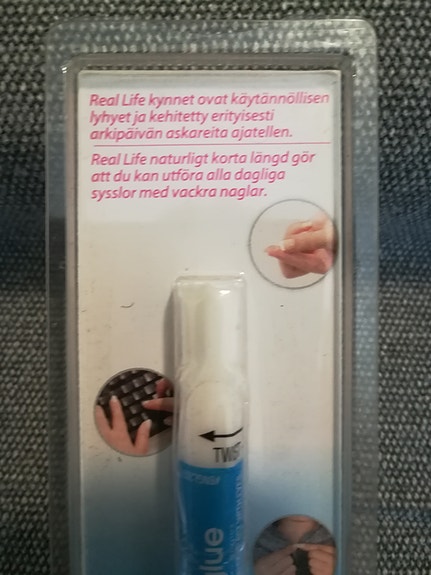 Real Life kynnet ovat käytännöllisen
lyhyet ja kehitetty erityisesti
arkipäivän askareita ajatellen.
Real Life naturligt korta längd gör
att du kan utföra alla dagliga
sysslor med vackra naglar.
TWIST
glue